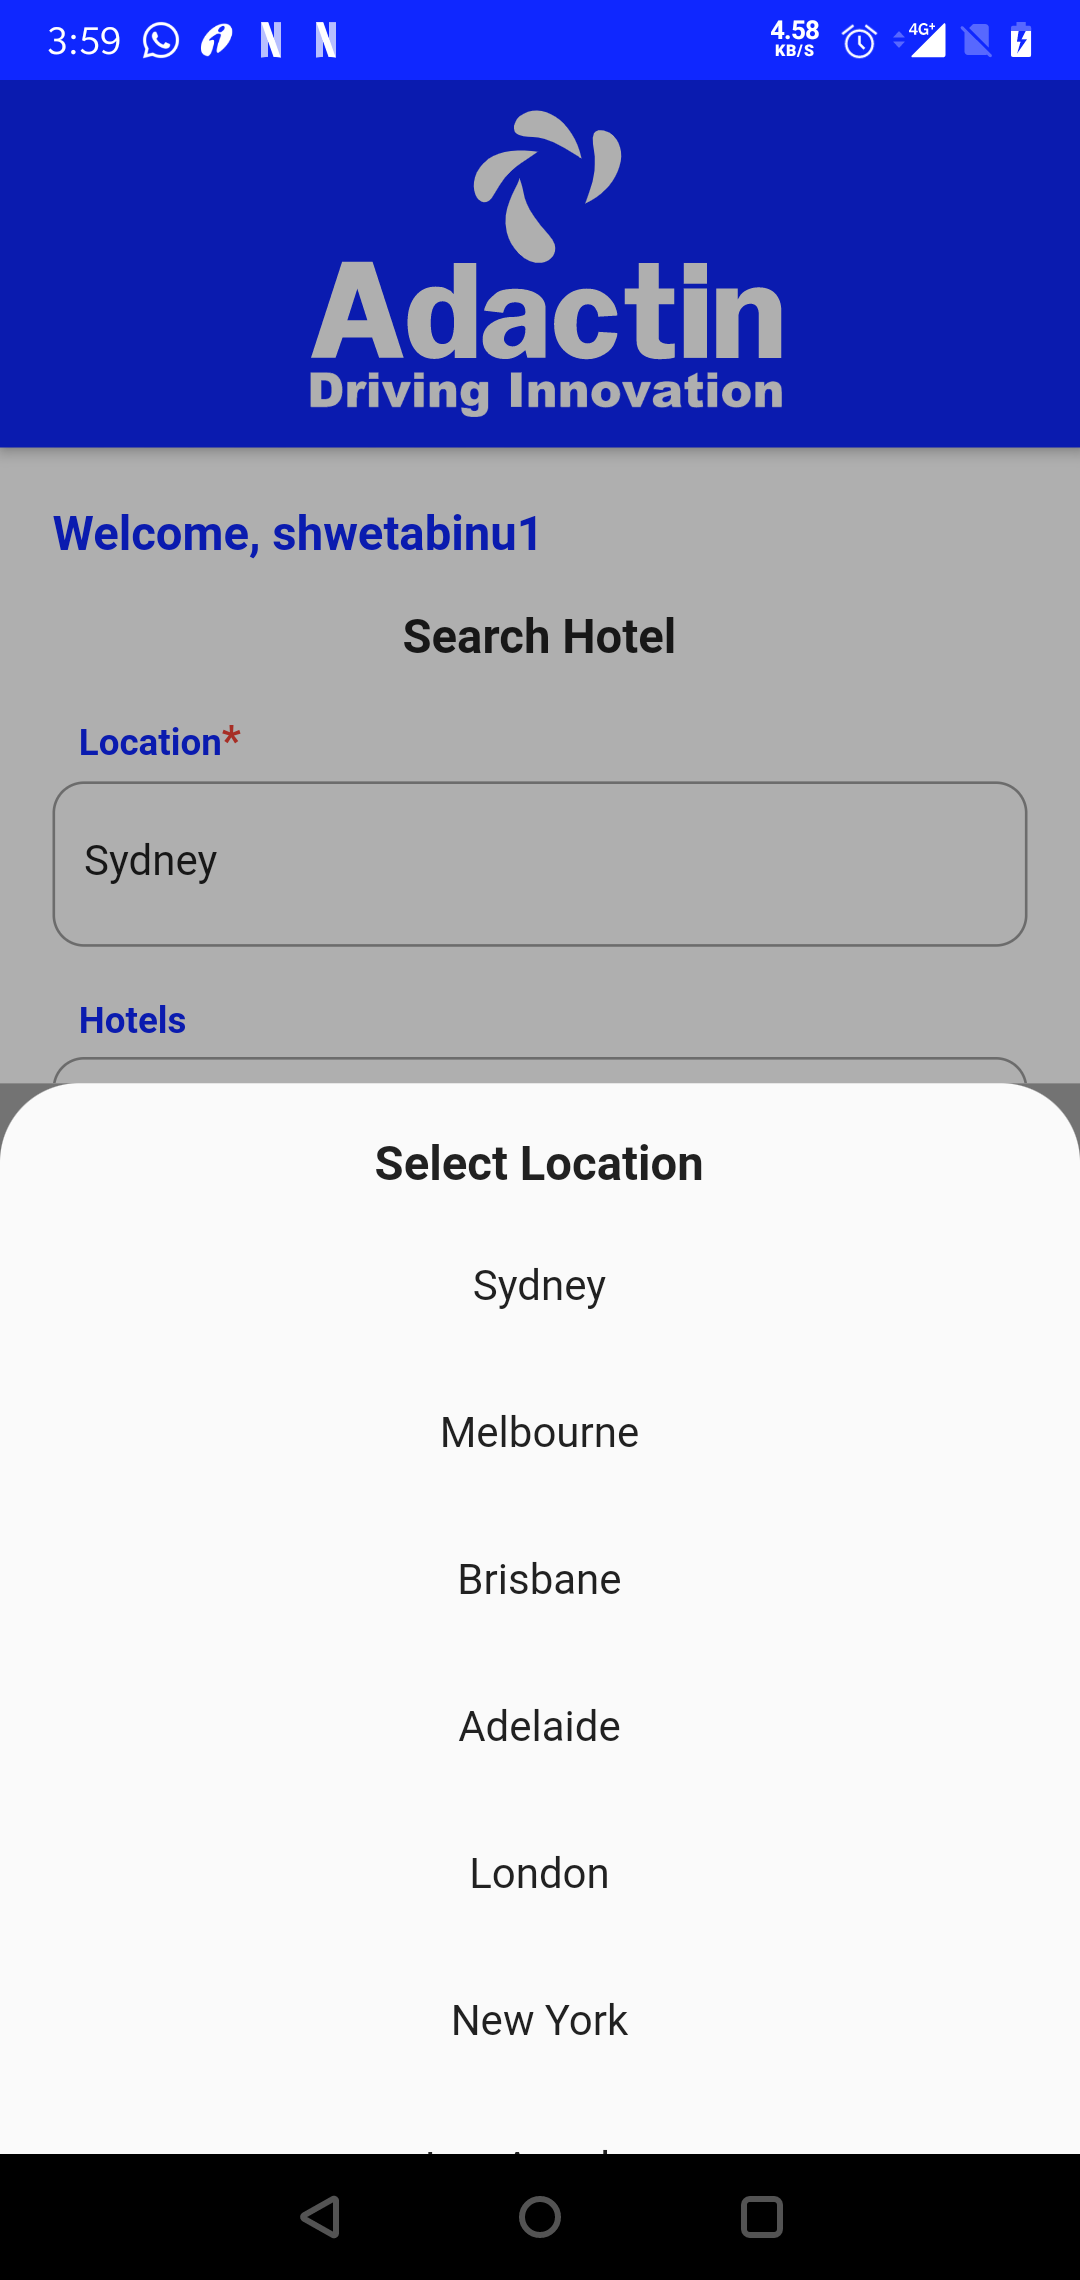 3:59
4.58
KB/S
4G+
Adactin
Driving Innovation
Welcome, shwetabinu1
Search Hotel
Location*
Sydney
Hotels
Select Location
Sydney
Melbourne
Brisbane
Adelaide
London
New York